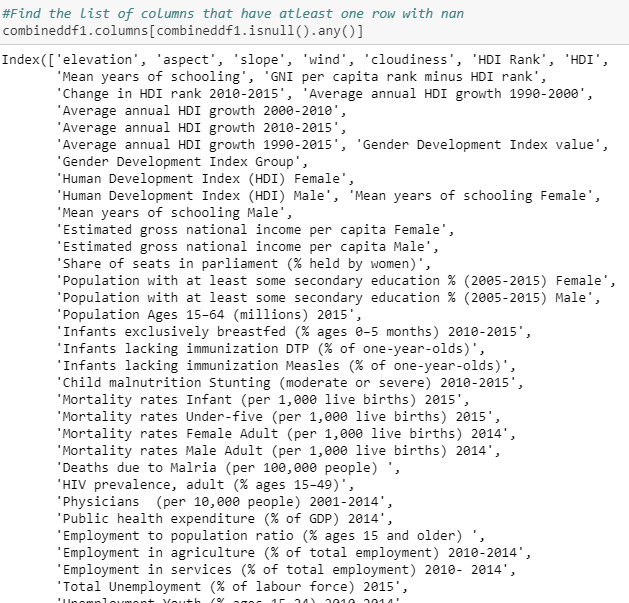 #Find the list of columns that have atleast one row with nan
combineddf1.columns[combineddf1.isnull().any()]
Index(['elevation', 'aspect', 'slope', 'wind', 'cloudiness', 'HDI Rank', 'HDI',
'Mean years of schooling', 'GNI per capita rank minus HDI rank',
'Change in HDI rank 2010-2015', 'Average annual HDI growth 1990-2000',
'Average annual HDI growth 2000-2010',
'Average annual HDI growth 2010-2015',
'Average annual HDI growth 1990-2015', 'Gender Development Index value',
'Gender Development Index Group',
'Human Development Index (HDI) Female',
'Human Development Index (HDI) Male', 'Mean years of schooling Female',
'Mean years of schooling Male',
'Estimated gross national income per capita Female',
'Estimated gross national income per capita Male',
'Share of seats in parliament (% held by women)',
'Population with at least some secondary education % (2005-2015) Female',
'Population with at least some secondary education % (2005-2015) Male',
'Population Ages 15–64 (millions) 2015',
'Infants exclusively breastfed (% ages 0–5 months) 2010-2015',
'Infants lacking immunization DTP (% of one-year-olds)',
'Infants lacking immunization Measles (% of one-year-olds)',
'Child malnutrition Stunting (moderate or severe) 2010-2015',
'Mortality rates Infant (per 1,000 live births) 2015',
'Mortality rates Under-five (per 1,000 live births) 2015',
'Mortality rates Female Adult (per 1,000 live births) 2014',
'Mortality rates Male Adult (per 1,000 live births) 2014',
'Deaths due to Malria (per 100,000 people) ',
'HIV prevalence, adult (% ages 15–49)',
'Physicians  (per 10,000 people) 2001-2014',
'Public health expenditure (% of GDP) 2014',
'Employment to population ratio (% ages 15 and older) ',
'Employment in agriculture (% of total employment) 2010-2014',
'Employment in services (% of total employment) 2010- 2014',
'Total Unemployment (% of labour force) 2015',
'Unemployment Youth (% ages 15–24) 2010-2014',